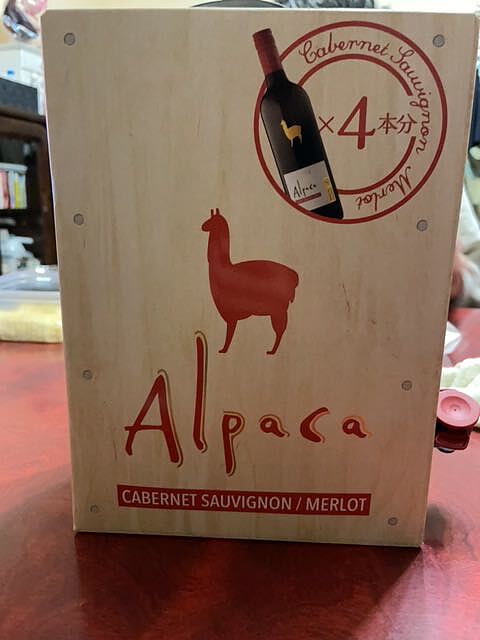 Cabernet Sauvignon Merlot
×4本分
Alpaca
Alpaca
CABERNET SAUVIGNON / MERLOT